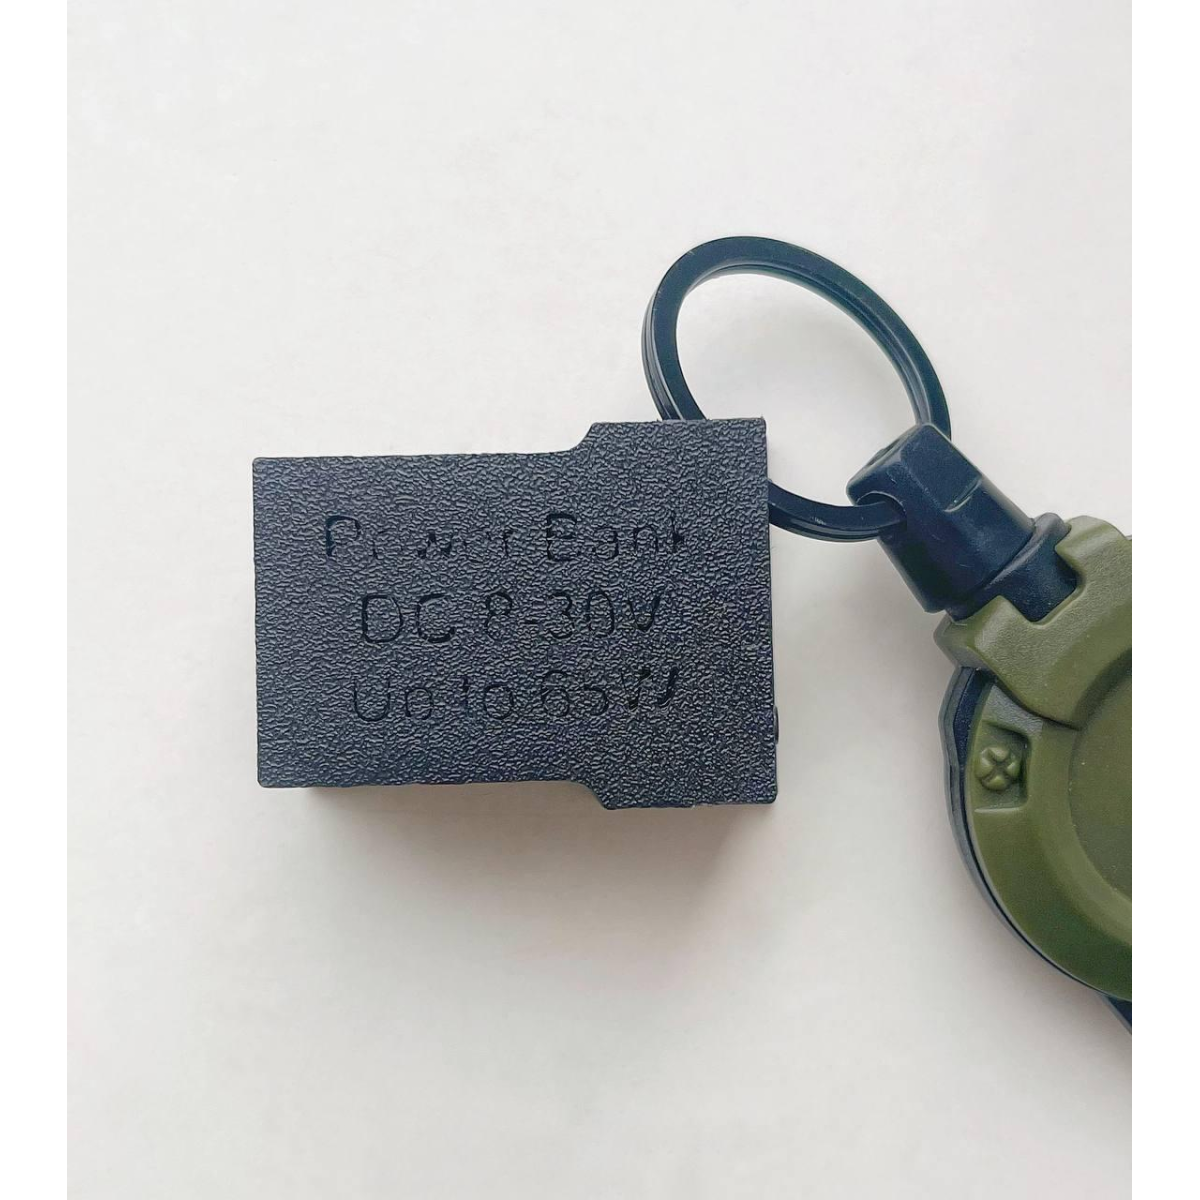 Power Bank
DC 8-30V
Up to 65W